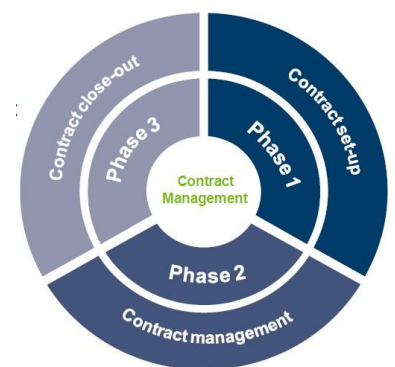 Contract
Management
Phase 1
Contract set-up
Phase 2
Contract management
Phase 3
Contract close-out